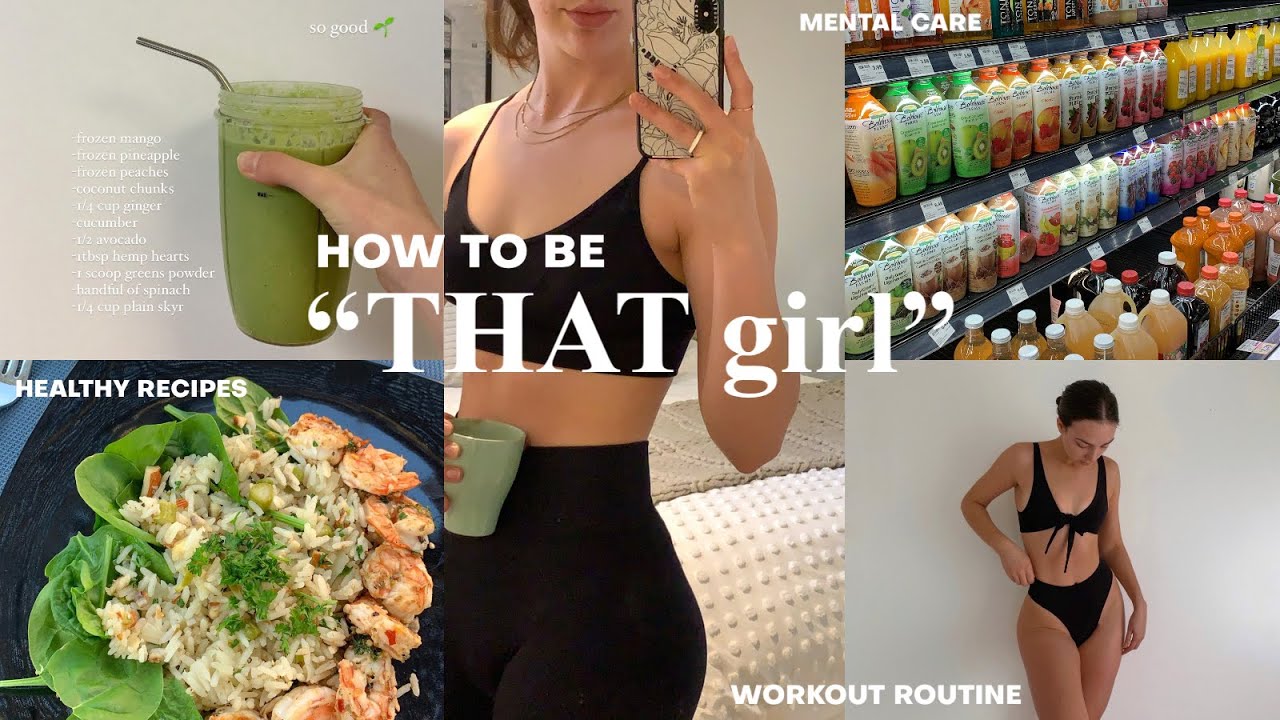 so good 🌱
MENTAL CARE
-frozen mango
-frozen pineapple
-frozen peaches
-coconut chunks
-1/4 cup ginger
-cucumber
-1/2 avocado
-1tbsp hemp hearts
-1 scoop greens powder
-handful of spinach
-1/4 cup plain skyr
HOW TO BE
“THAT girl”
HEALTHY RECIPES
WORKOUT ROUTINE